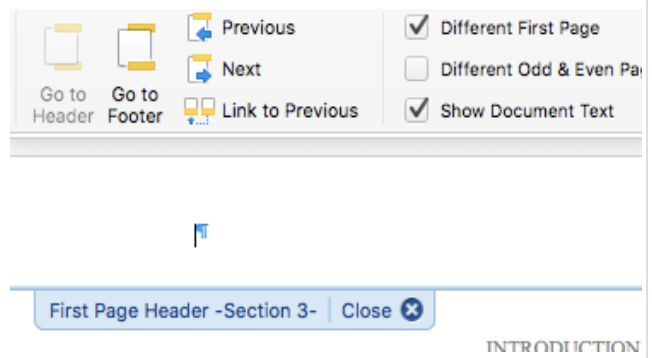 Previous
Different First Page
Next
Different Odd & Even Pa
Go to Header
Go to Footer
Link to Previous
Show Document Text
¶
First Page Header -Section 3-
Close
INTRODUCTION